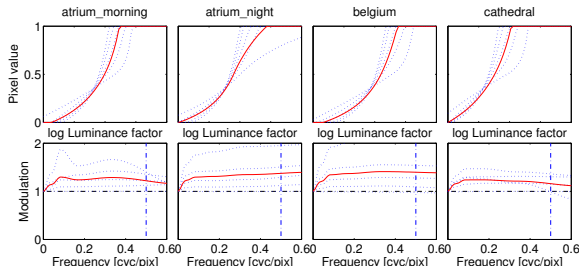 atrium_morning atrium_night belgium cathedral
1
0.5
0
Pixel value
log Luminance factor log Luminance factor log Luminance factor log Luminance factor
2
1
0
Modulation
0 0.2 0.4 0.60 0.2 0.4 0.60 0.2 0.4 0.60 0.2 0.4 0.6
Frequency [cyc/pix] Frequency [cyc/pix] Frequency [cyc/pix] Frequency [cyc/pix]